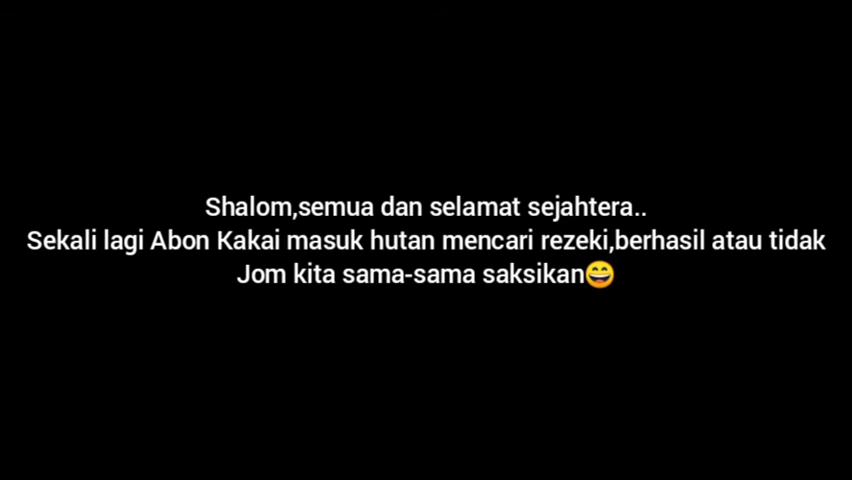 Shalom,semua dan selamat sejahtera..
Sekali lagi Abon Kakai masuk hutan mencari rezeki,berhasil atau tidak
Jom kita sama-sama saksikan😄